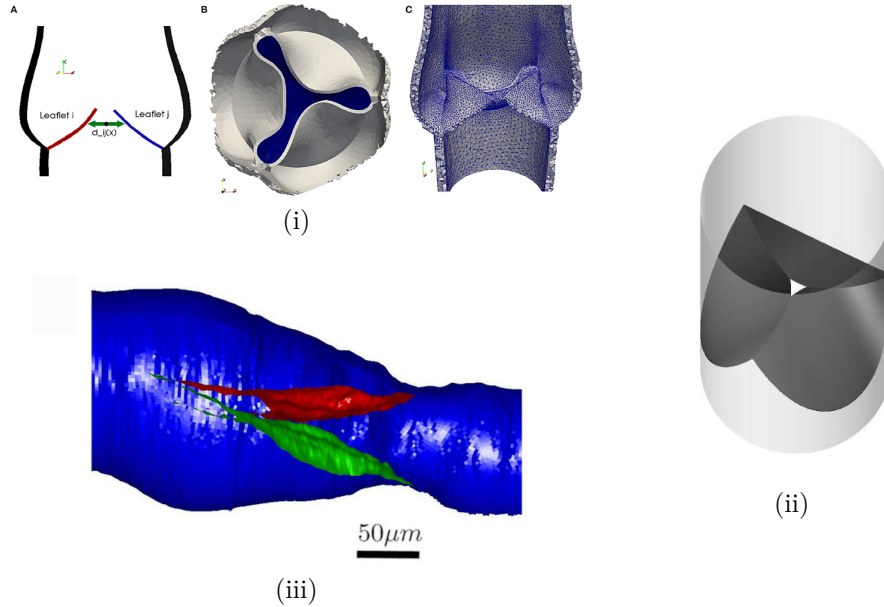 A
B
C
Leaflet i
Leaflet j
d_ij(x)
(i)
(ii)
50μm
(iii)